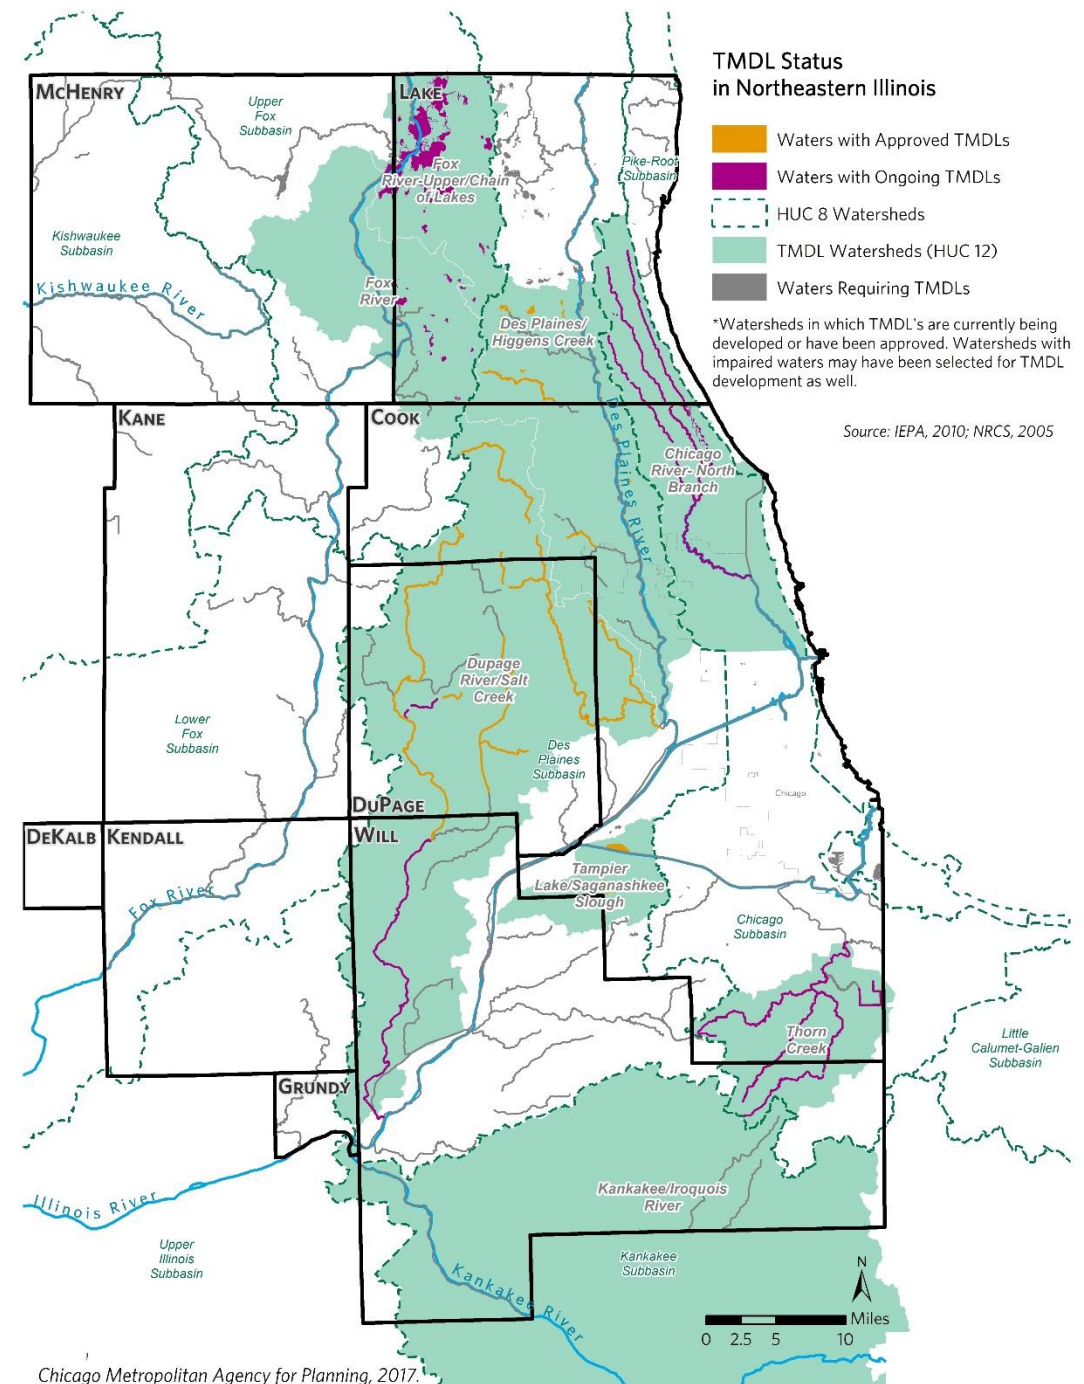 TMDL Status
in Northeastern Illinois
Waters with Approved TMDLs
Waters with Ongoing TMDLs
HUC 8 Watersheds
TMDL Watersheds (HUC 12)
Waters Requiring TMDLs
*Watersheds in which TMDL's are currently being
developed or have been approved. Watersheds with
impaired waters may have been selected for TMDL
development as well.
Source: IEPA, 2010; NRCS, 2005
MCHENRY
LAKE
Upper
Fox
Subbasin
Pike-Root
Subbasin
Fox
River-Upper/Chain
of Lakes
Kishwaukee
Subbasin
Kishwaukee River
Fox
River
Des Plaines/
Higgens Creek
KANE
COOK
Des Plaines River
Chicago
River- North
Branch
Dupage
River/Salt
Creek
Lower
Fox
Subbasin
Des
Plaines
Subbasin
Chicago
DUPAGE
DEKALB
KENDALL
WILL
Fox River
Tampier
Lake/Saganashkee
Slough
Chicago
Subbasin
Thorn
Creek
Little
Calumet-Galien
Subbasin
GRUNDY
Illinois River
Kankakee/Iroquois
River
Upper
Illinois
Subbasin
Kankakee
Subbasin
Kankakee River
N
Miles
0 2.5 5 10
Chicago Metropolitan Agency for Planning, 2017.